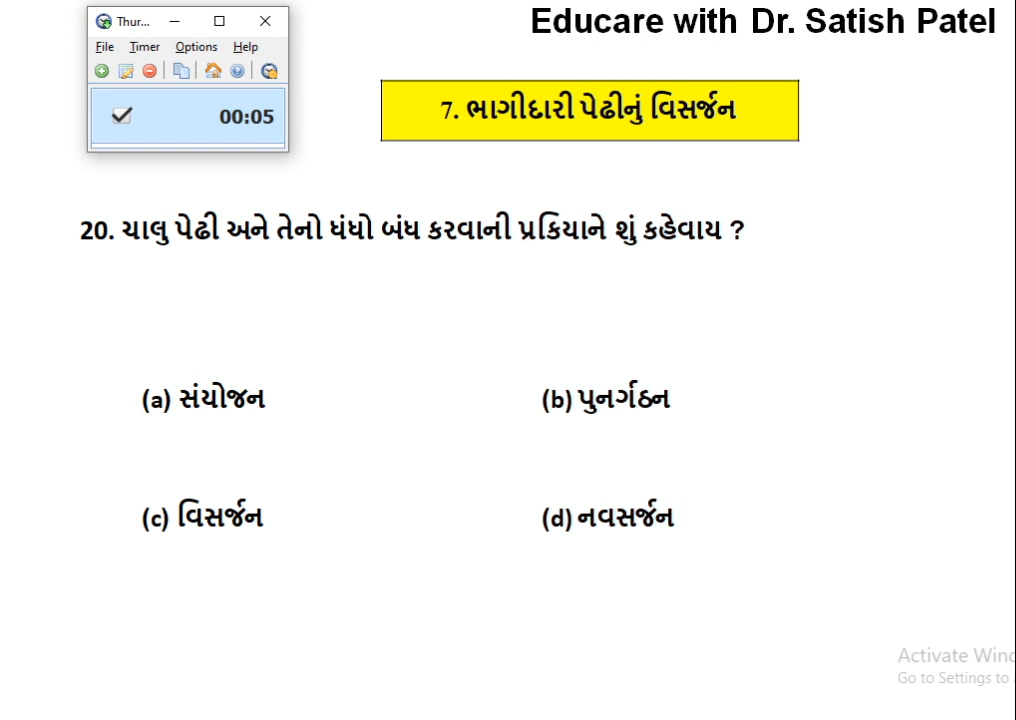 Thur...
Educare with Dr. Satish Patel
File Timer Options Help
00:05
7. ભાગીદારી પેઢીનું વિસર્જન
20. ચાલુ પેઢી અને તેનો ધંધો બંધ કરવાની પ્રકિયાને શું કહેવાય ?
(a) સંયોજન
(b) પુનર્ગઠન
(c) વિસર્જન
(d) નવસર્જન
Activate Wind
Go to Settings to